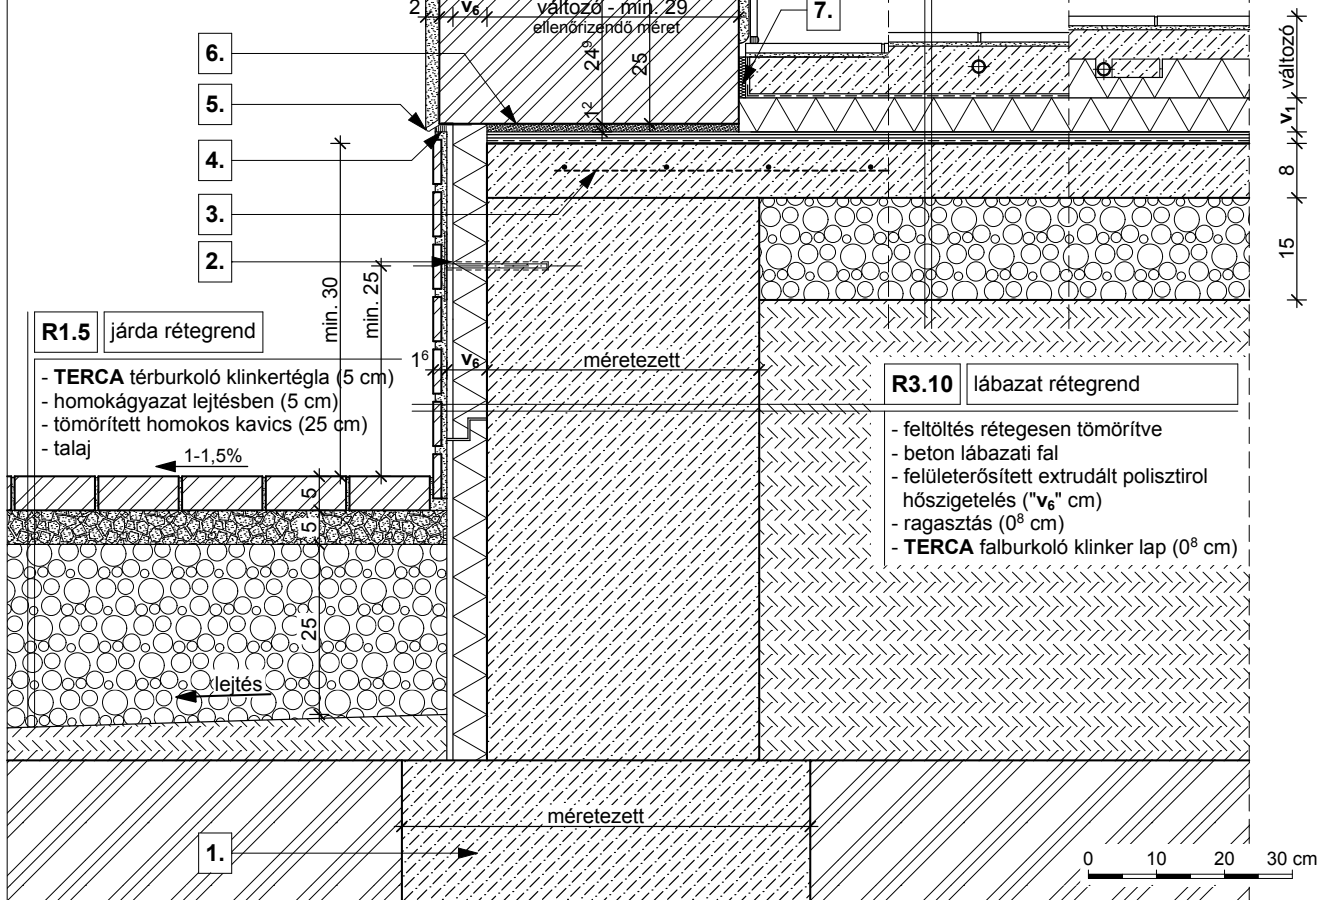 2
v₆
változó - min. 29
ellenőrizendő méret
7.
6.
24⁹
25
változó
5.
1²
v₁
4.
8
3.
2.
15
min. 30
min. 25
R1.5 járda rétegrend
- TERCA térburkoló klinkertégla (5 cm)
- homokágyazat lejtésben (5 cm)
- tömörített homokos kavics (25 cm)
- talaj
1⁶
v₆
méretezett
R3.10 lábazat rétegrend
- feltöltés rétegesen tömörítve
- beton lábazati fal
- felületerősített extrudált polisztirol
hőszigetelés ("v₆" cm)
- ragasztás (0⁸ cm)
- TERCA falburkoló klinker lap (0⁸ cm)
1-1,5%
5
5
25
lejtés
méretezett
1.
0 10 20 30 cm